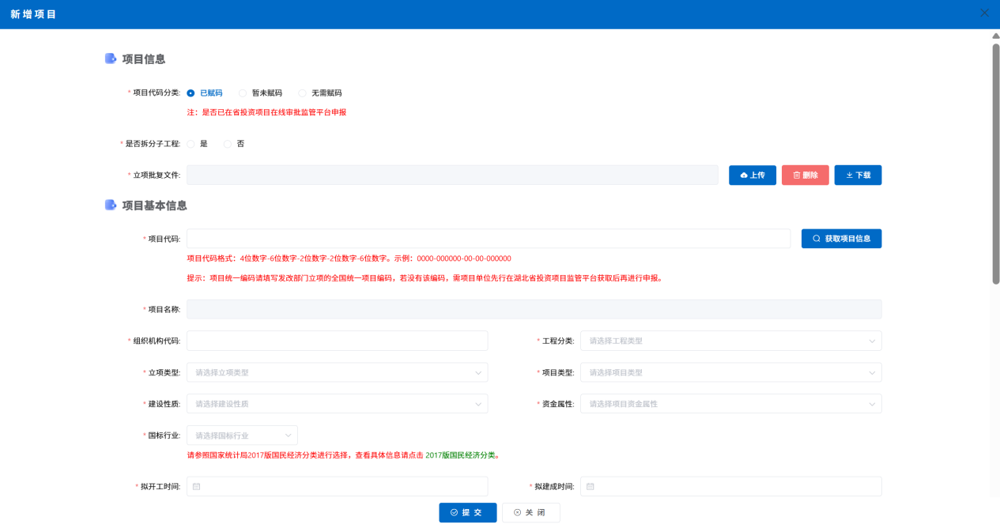 新增项目
项目信息
* 项目代码分类: 已赋码 暂未赋码 无需赋码
注：是否已在省投资项目在线审批监管平台申报
* 是否拆分子工程: 是 否
* 立项批复文件: 上传 删除 下载
项目基本信息
* 项目代码: 获取项目信息
项目代码格式：4位数字-6位数字-2位数字-2位数字-6位数字。示例：0000-000000-00-00-000000
提示：项目统一编码请填写发改部门立项的全国统一项目编码，若没有该编码，需项目单位先行在湖北省投资项目监管平台获取后再进行申报。
* 项目名称:
* 组织机构代码: * 工程分类: 请选择工程类型
* 立项类型: 请选择立项类型 * 项目类型: 请选择项目类型
* 建设性质: 请选择建设性质 * 资金属性: 请选择项目资金属性
* 国标行业: 请选择国标行业
请参照国家统计局2017版国民经济分类进行选择，查看具体信息请点击 2017版国民经济分类。
* 拟开工时间: * 拟建成时间:
提 交 关 闭